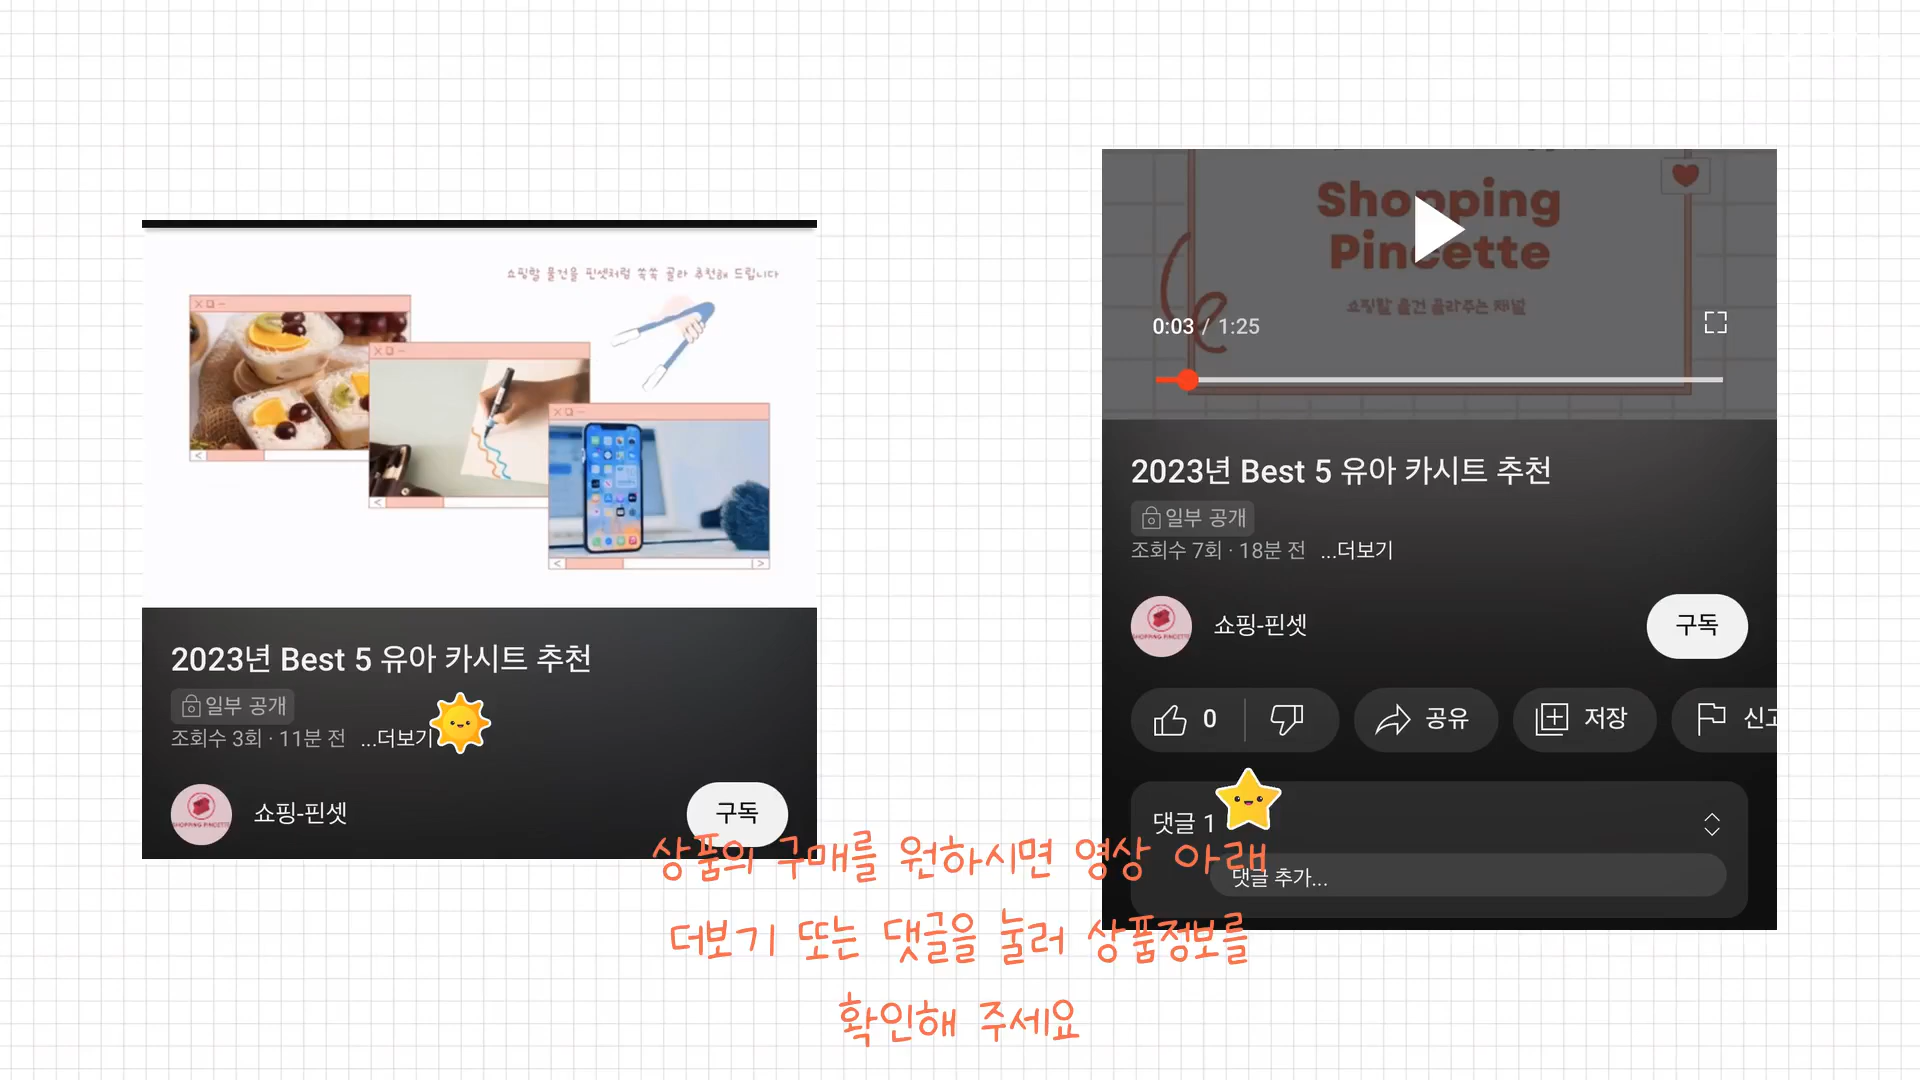 쇼핑할 물건을 핀셋처럼 쏙쏙 골라 추천해 드립니다
2023년 Best 5 유아 카시트 추천
일부 공개
조회수 3회 · 11분 전 ...더보기
SHOPPING PINCETTE
쇼핑-핀셋
구독
Shopping
Pincette
쇼핑할 물건 골라주는 채널
0:03 / 1:25
2023년 Best 5 유아 카시트 추천
일부 공개
조회수 7회 · 18분 전 ...더보기
SHOPPING PINCETTE
쇼핑-핀셋
구독
0
공유
저장
신고
댓글 1
댓글 추가...
상품의 구매를 원하시면 영상 아래
더보기 또는 댓글을 눌러 상품정보를
확인해 주세요